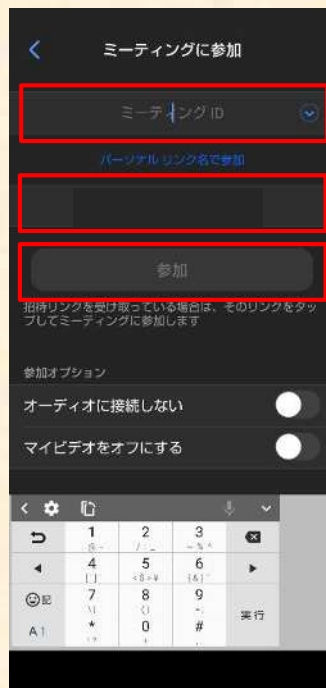 ミーティングに参加
ミーティング ID
パーソナル リンク名で参加
参加
招待リンクを受け取っている場合は、そのリンクをタッ
プしてミーティングに参加します
参加オプション
オーディオに接続しない
マイビデオをオフにする
1 2 3
4 5 6
記 7 8 9
実行
A1 * 0 #